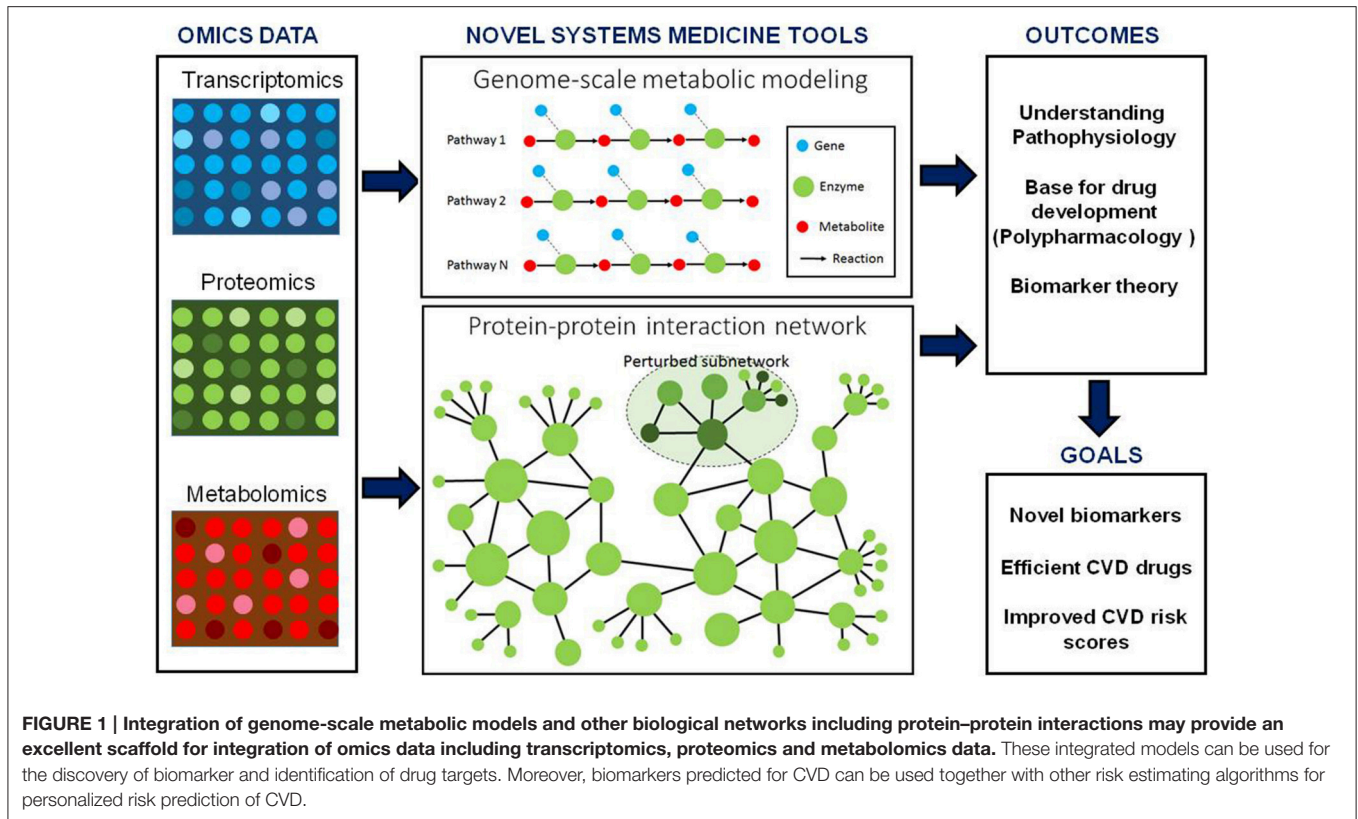 OMICS DATA
Transcriptomics
Proteomics
Metabolomics
NOVEL SYSTEMS MEDICINE TOOLS
Genome-scale metabolic modeling
Pathway 1
Pathway 2
Pathway N
Gene
Enzyme
Metabolite
Reaction
Protein-protein interaction network
Perturbed subnetwork
OUTCOMES
Understanding
Pathophysiology
Base for drug
development
(Polypharmacology )
Biomarker theory
GOALS
Novel biomarkers
Efficient CVD drugs
Improved CVD risk
scores
FIGURE 1 | Integration of genome-scale metabolic models and other biological networks including protein–protein interactions may provide an
excellent scaffold for integration of omics data including transcriptomics, proteomics and metabolomics data. These integrated models can be used for
the discovery of biomarker and identification of drug targets. Moreover, biomarkers predicted for CVD can be used together with other risk estimating algorithms for
personalized risk prediction of CVD.